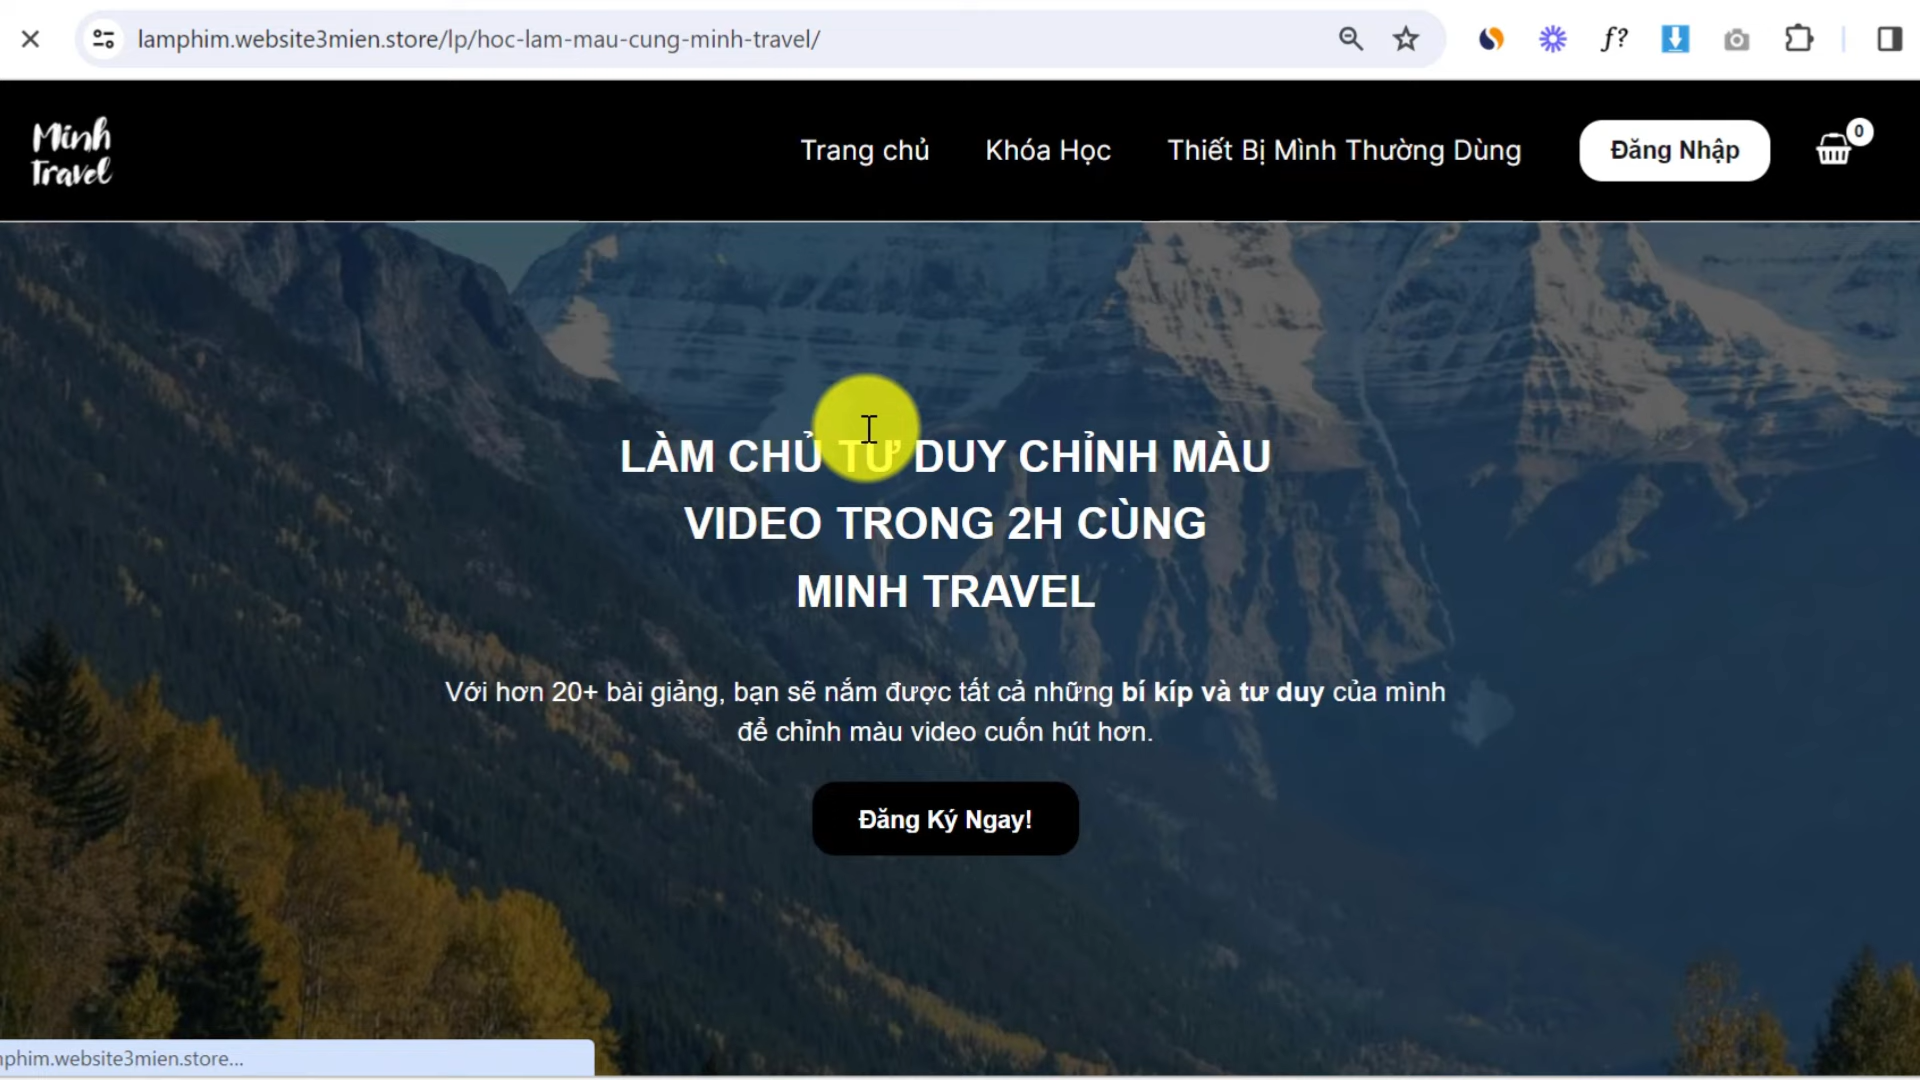 lamphim.website3mien.store/lp/hoc-lam-mau-cung-minh-travel/
f?
Minh
Travel
Trang chủ
Khóa Học
Thiết Bị Mình Thường Dùng
Đăng Nhập
0
LÀM CHỦ TƯ DUY CHỈNH MÀU
VIDEO TRONG 2H CÙNG
MINH TRAVEL
Với hơn 20+ bài giảng, bạn sẽ nắm được tất cả những bí kíp và tư duy của mình
để chỉnh màu video cuốn hút hơn.
Đăng Ký Ngay!
mphim.website3mien.store...